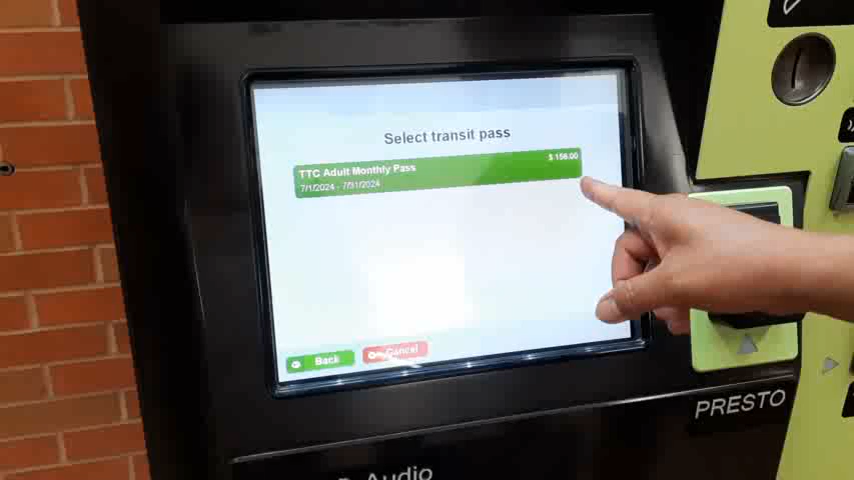 Select transit pass
TTC Adult Monthly Pass $ 156.00
7/1/2024 - 7/31/2024
Back
Cancel
PRESTO
Audio